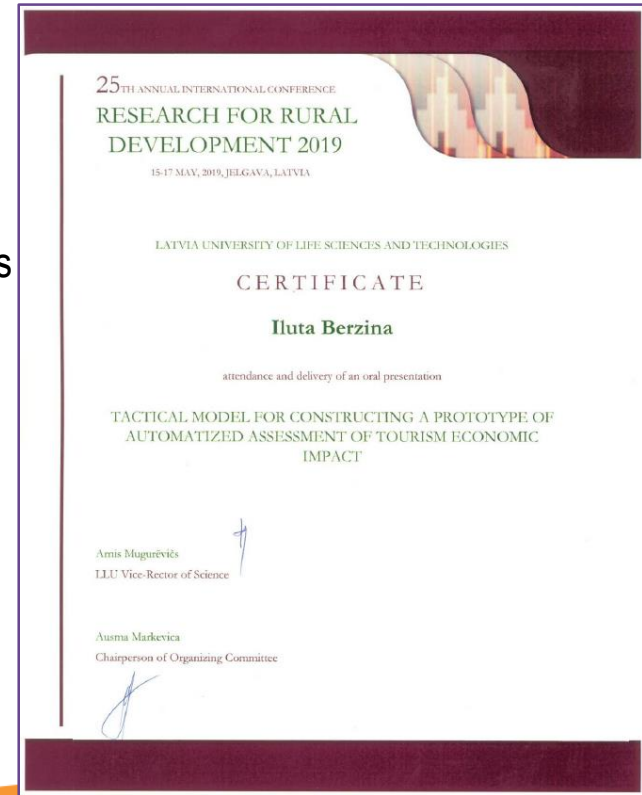 25TH ANNUAL INTERNATIONAL CONFERENCE
RESEARCH FOR RURAL
DEVELOPMENT 2019
15-17 MAY, 2019, JELGAVA, LATVIA
s
LATVIA UNIVERSITY OF LIFE SCIENCES AND TECHNOLOGIES
CERTIFICATE
Iluta Berzina
attendance and delivery of an oral presentation
TACTICAL MODEL FOR CONSTRUCTING A PROTOTYPE OF
AUTOMATIZED ASSESSMENT OF TOURISM ECONOMIC
IMPACT
Arnis Mugurēvičs
LLU Vice-Rector of Science
Ausma Markevica
Chairperson of Organizing Committee